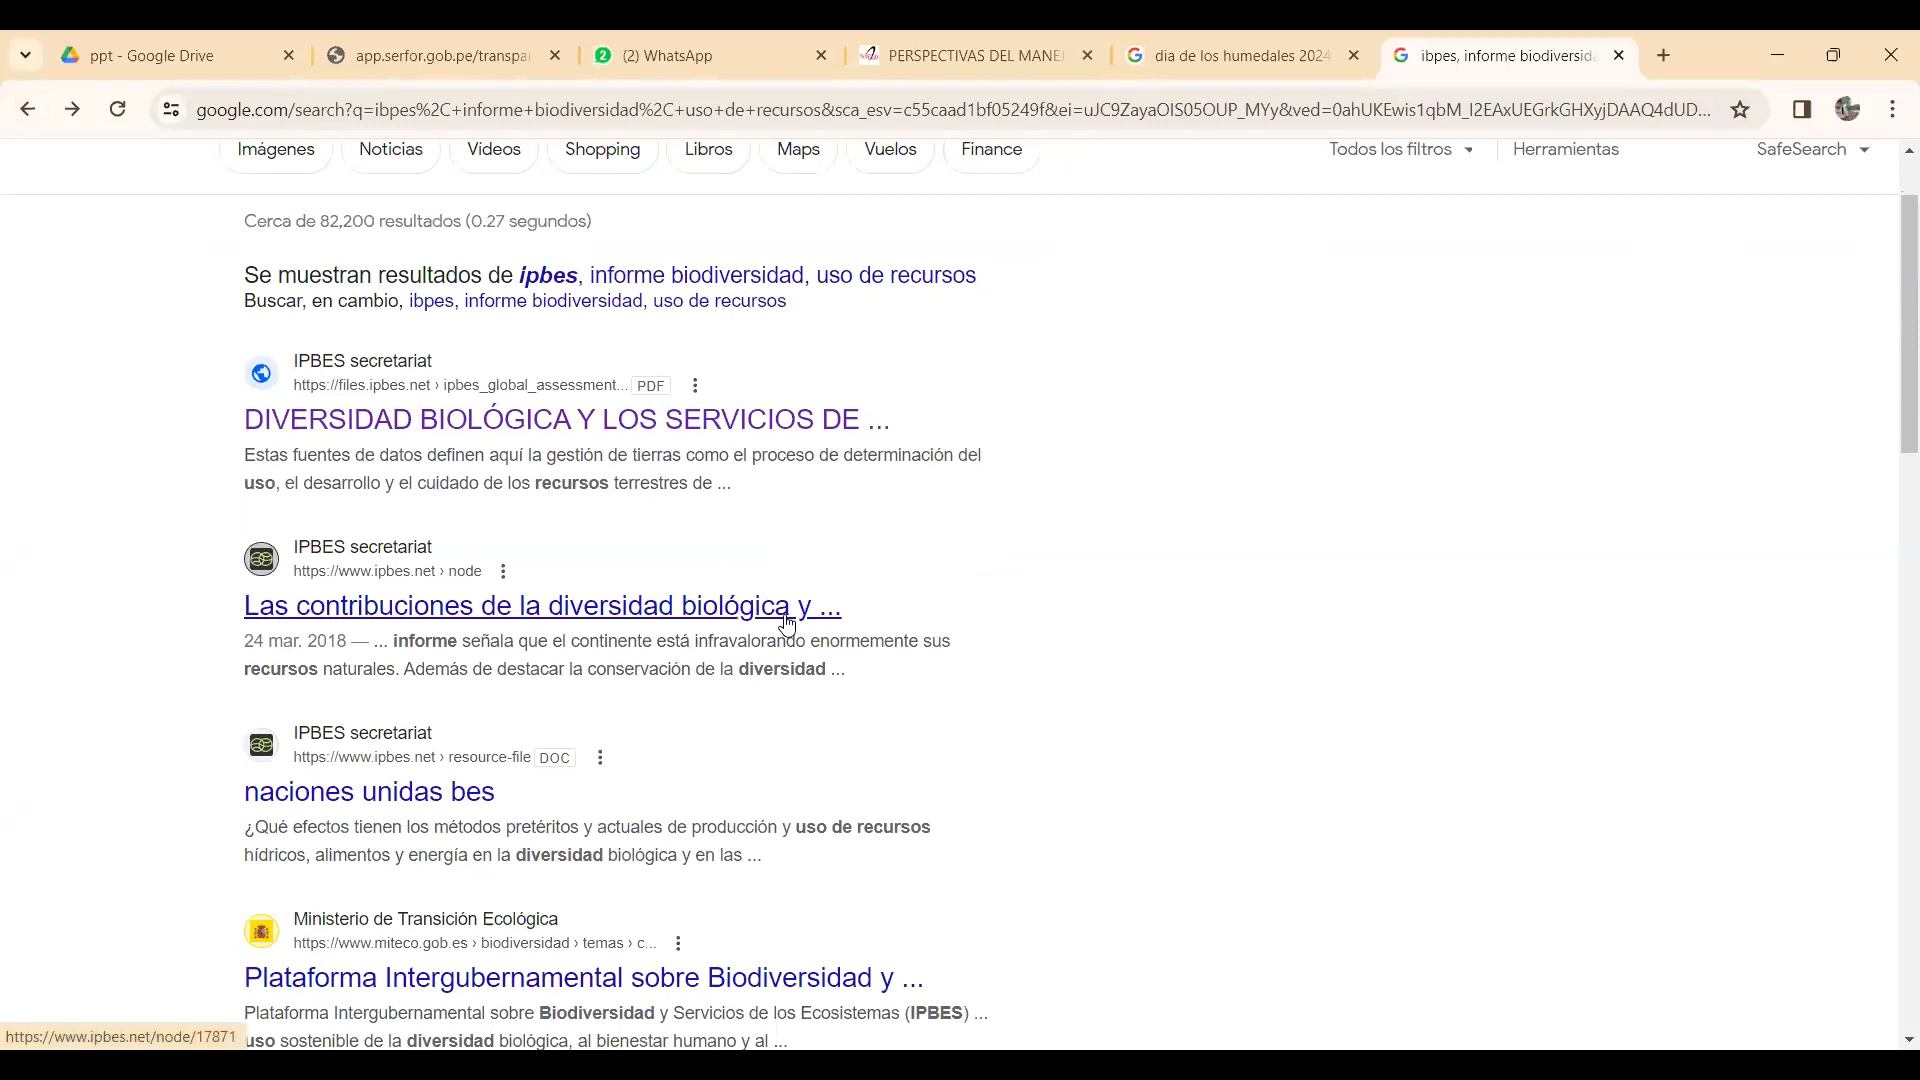 ppt - Google Drive
app.serfor.gob.pe/transpa
(2) WhatsApp
PERSPECTIVAS DEL MANE
dia de los humedales 2024
ibpes, informe biodiversida
google.com/search?q=ibpes%2C+informe+biodiversidad%2C+uso+de+recursos&sca_esv=c55caad1bf05249f&ei=uJC9ZayaOIS05OUP_MYy&ved=0ahUKEwis1qbM_I2EAxUEGrkGHXyjDAAQ4dUD...
Imágenes
Noticias
Videos
Shopping
Libros
Maps
Vuelos
Finance
Todos los filtros
Herramientas
SafeSearch
Cerca de 82,200 resultados (0.27 segundos)
Se muestran resultados de ipbes, informe biodiversidad, uso de recursos
Buscar, en cambio, ibpes, informe biodiversidad, uso de recursos
IPBES secretariat
https://files.ipbes.net › ipbes_global_assessment... PDF
DIVERSIDAD BIOLÓGICA Y LOS SERVICIOS DE ...
Estas fuentes de datos definen aquí la gestión de tierras como el proceso de determinación del
uso, el desarrollo y el cuidado de los recursos terrestres de ...
IPBES secretariat
https://www.ipbes.net › node
Las contribuciones de la diversidad biológica y ...
24 mar. 2018 — ... informe señala que el continente está infravalorando enormemente sus
recursos naturales. Además de destacar la conservación de la diversidad ...
IPBES secretariat
https://www.ipbes.net › resource-file DOC
naciones unidas bes
¿Qué efectos tienen los métodos pretéritos y actuales de producción y uso de recursos
hídricos, alimentos y energía en la diversidad biológica y en las ...
Ministerio de Transición Ecológica
https://www.miteco.gob.es › biodiversidad › temas › c...
Plataforma Intergubernamental sobre Biodiversidad y ...
Plataforma Intergubernamental sobre Biodiversidad y Servicios de los Ecosistemas (IPBES) ...
uso sostenible de la diversidad biológica, al bienestar humano y al ...
https://www.ipbes.net/node/17871